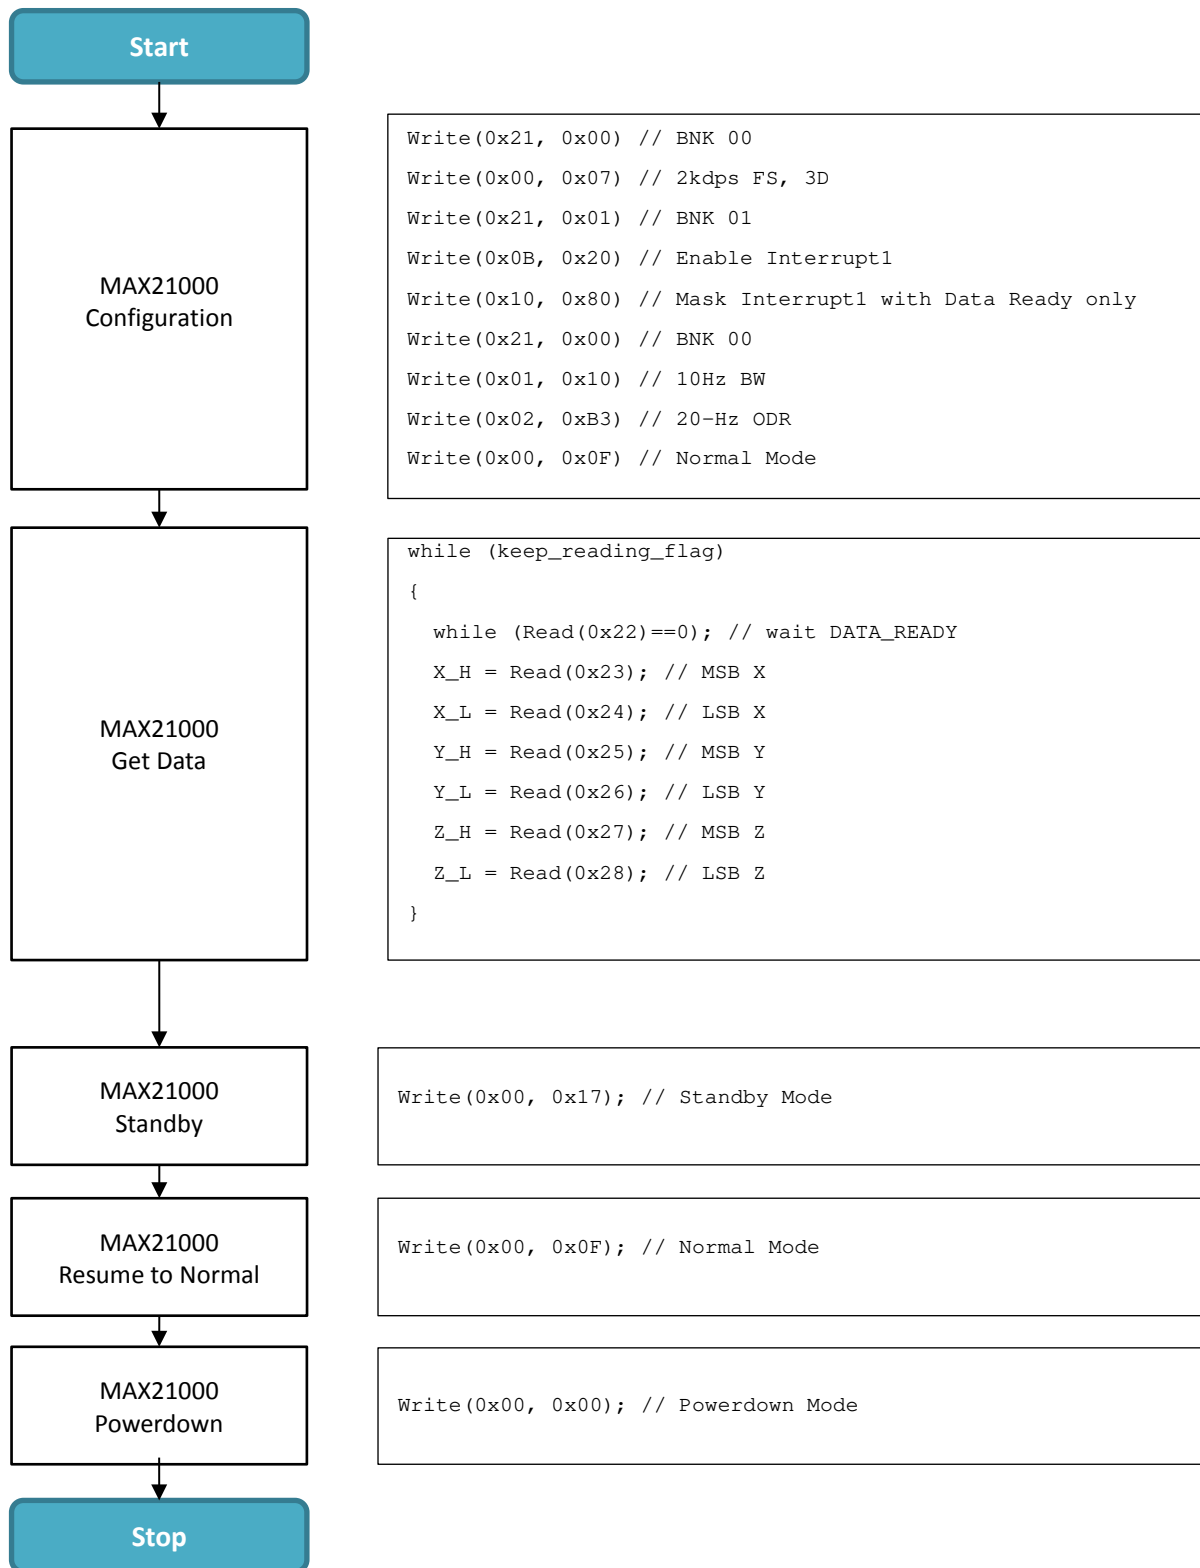 Start
MAX21000
Configuration
Write(0x21, 0x00) // BNK 00
Write(0x00, 0x07) // 2kdps FS, 3D
Write(0x21, 0x01) // BNK 01
Write(0x0B, 0x20) // Enable Interrupt1
Write(0x10, 0x80) // Mask Interrupt1 with Data Ready only
Write(0x21, 0x00) // BNK 00
Write(0x01, 0x10) // 10Hz BW
Write(0x02, 0xB3) // 20-Hz ODR
Write(0x00, 0x0F) // Normal Mode
MAX21000
Get Data
while (keep_reading_flag)
{
while (Read(0x22)==0); // wait DATA_READY
X_H = Read(0x23); // MSB X
X_L = Read(0x24); // LSB X
Y_H = Read(0x25); // MSB Y
Y_L = Read(0x26); // LSB Y
Z_H = Read(0x27); // MSB Z
Z_L = Read(0x28); // LSB Z
}
MAX21000
Standby
Write(0x00, 0x17); // Standby Mode
MAX21000
Resume to Normal
Write(0x00, 0x0F); // Normal Mode
MAX21000
Powerdown
Write(0x00, 0x00); // Powerdown Mode
Stop